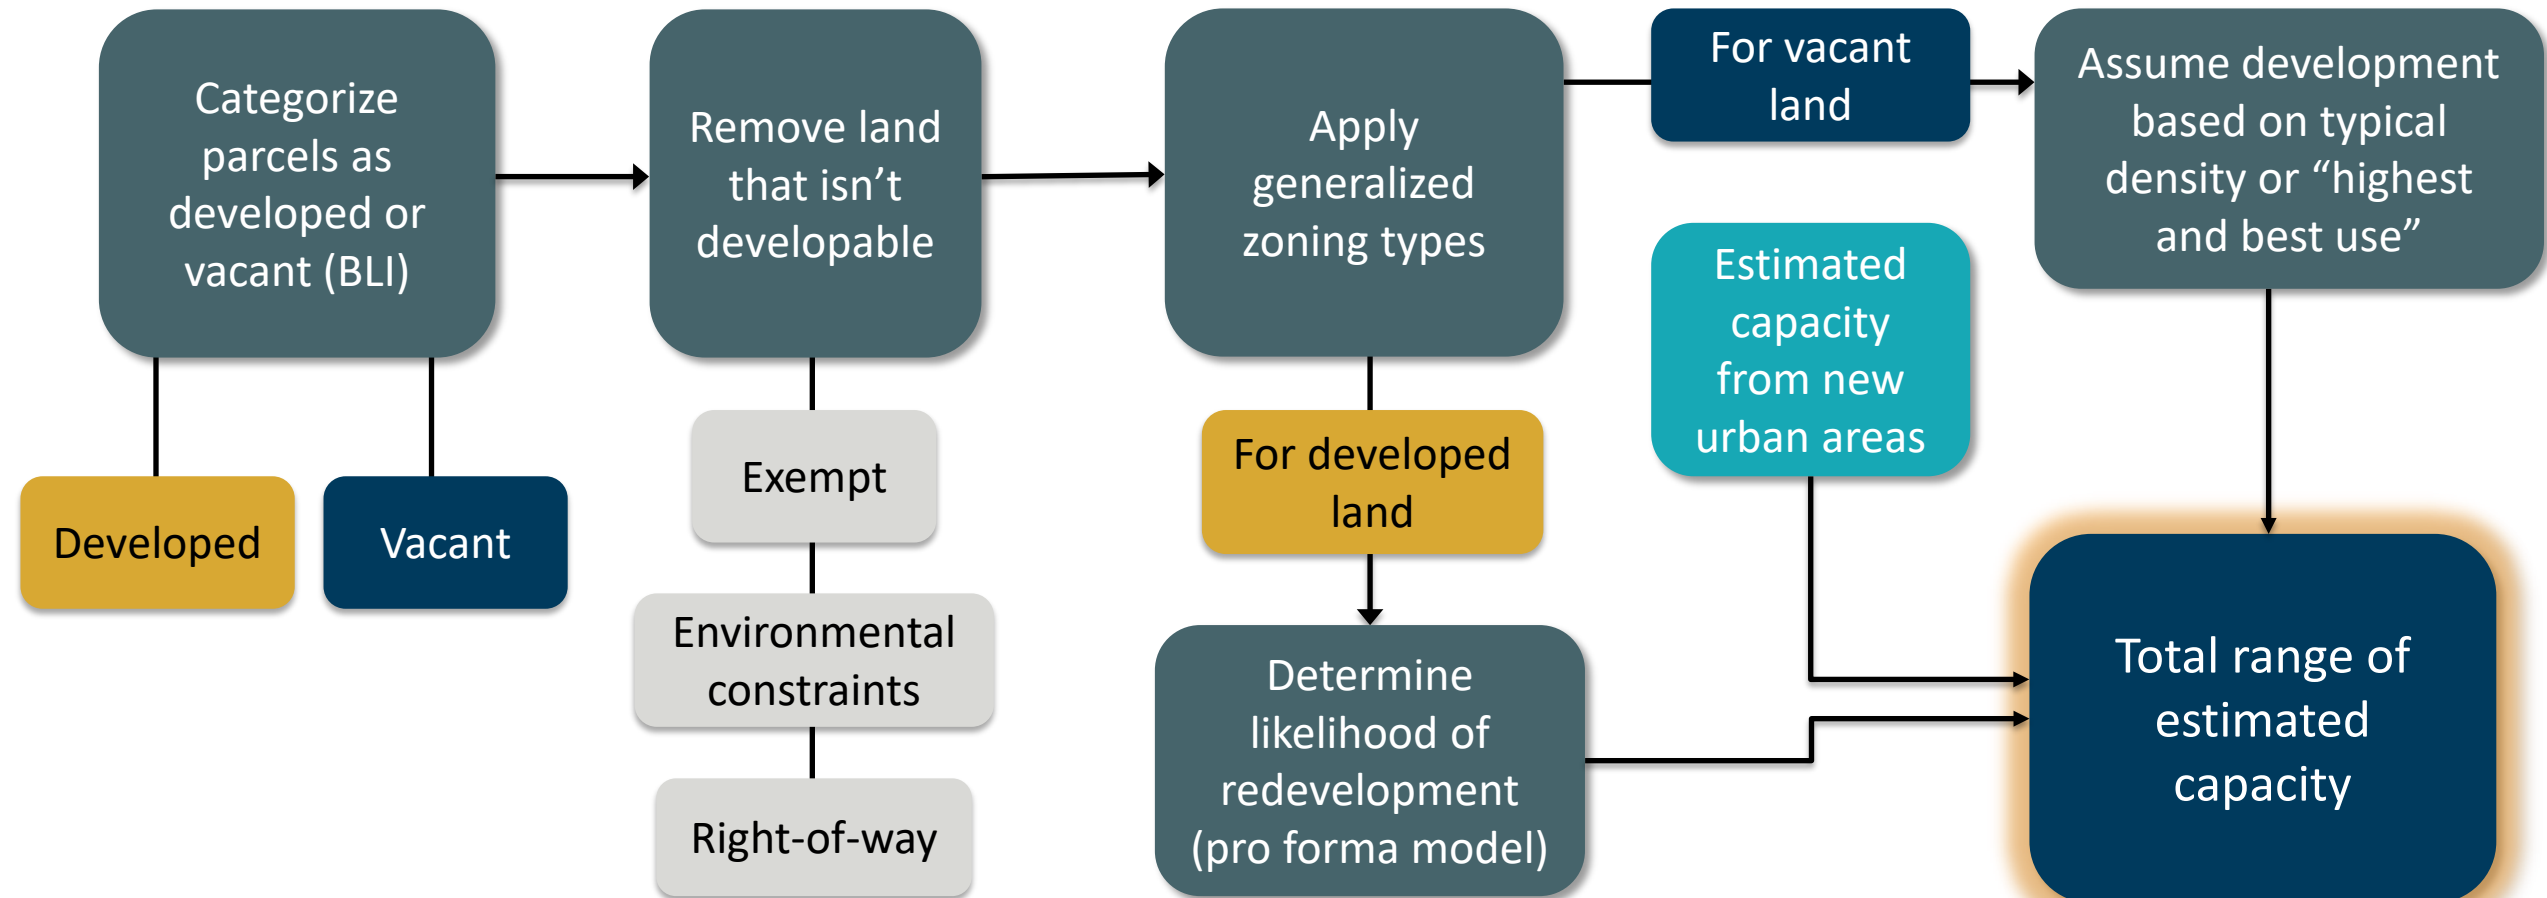 Categorize
parcels as
developed or
vacant (BLI)
Developed
Vacant
Remove land
that isn’t
developable
Exempt
Environmental
constraints
Right-of-way
Apply
generalized
zoning types
For developed
land
Determine
likelihood of
redevelopment
(pro forma model)
For vacant
land
Estimated
capacity
from new
urban areas
Assume development
based on typical
density or “highest
and best use”
Total range of
estimated
capacity